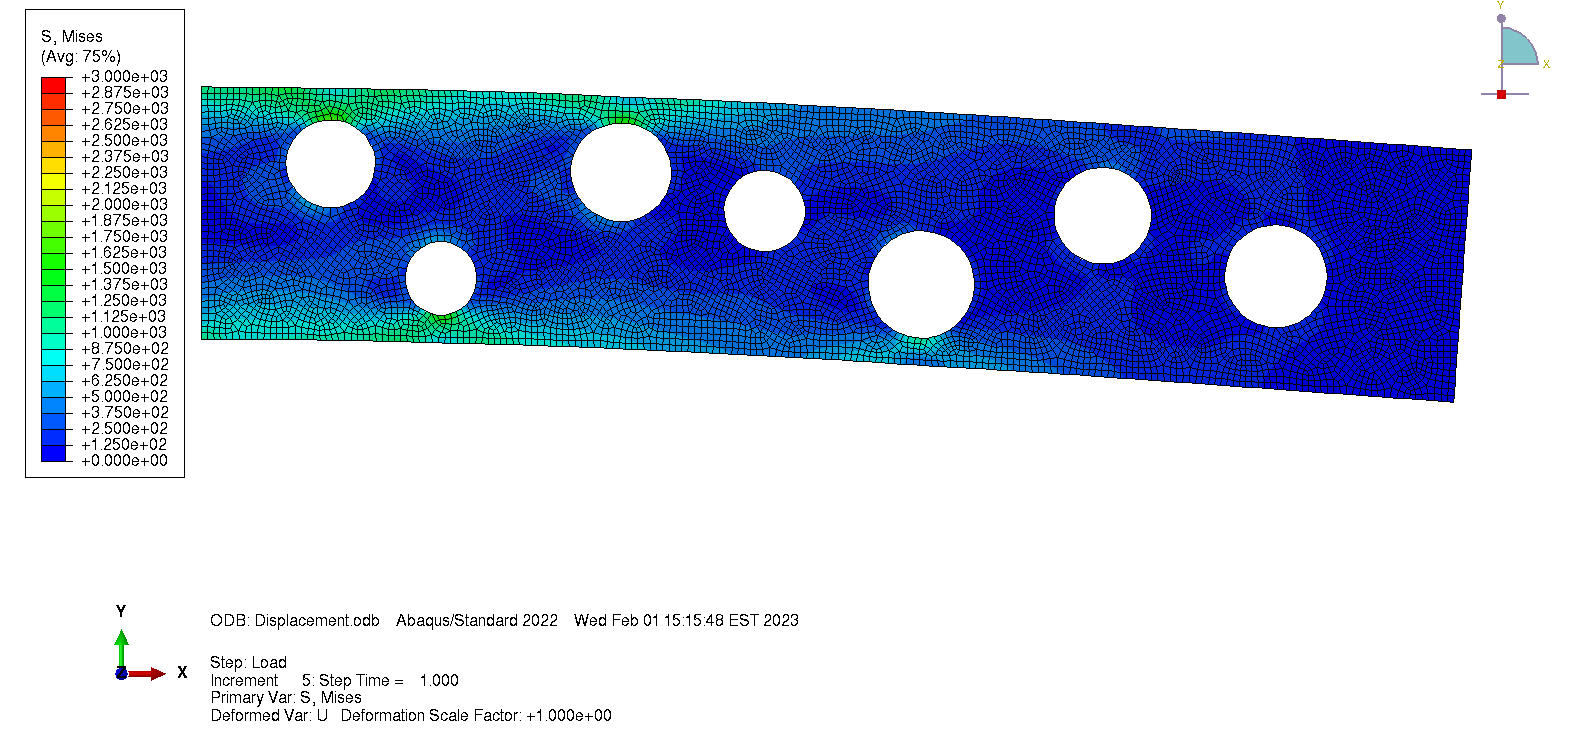 S, Mises
(Avg: 75%)
+3.000e+03
+2.875e+03
+2.750e+03
+2.625e+03
+2.500e+03
+2.375e+03
+2.250e+03
+2.125e+03
+2.000e+03
+1.875e+03
+1.750e+03
+1.625e+03
+1.500e+03
+1.375e+03
+1.250e+03
+1.125e+03
+1.000e+03
+8.750e+02
+7.500e+02
+6.250e+02
+5.000e+02
+3.750e+02
+2.500e+02
+1.250e+02
+0.000e+00
Y
Z
X
Y
Z
X
ODB: Displacement.odb    Abaqus/Standard 2022    Wed Feb 01 15:15:48 EST 2023
Step: Load
Increment      5: Step Time =    1.000
Primary Var: S, Mises
Deformed Var: U   Deformation Scale Factor: +1.000e+00